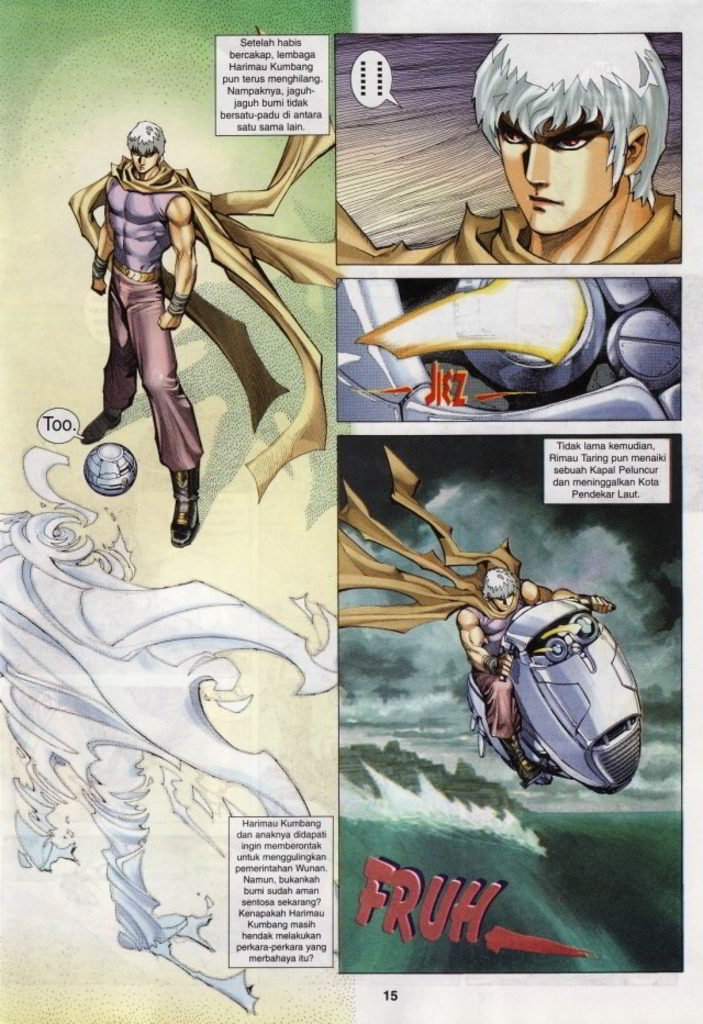 Setelah habis
bercakap, lembaga
Harimau Kumbang
pun terus menghilang.
Nampaknya, jaguh-
jaguh bumi tidak
bersatu-padu di antara
satu sama lain.
!!
JKZ
Too.
Tidak lama kemudian,
Rimau Taring pun menaiki
sebuah Kapal Peluncur
dan meninggalkan Kota
Pendekar Laut.
Harimau Kumbang
dan anaknya didapati
ingin memberontak
untuk menggulingkan
pemerintahan Wunan.
Namun, bukankah
bumi sudah aman
sentosa sekarang?
Kenapakah Harimau
Kumbang masih
hendak melakukan
perkara-perkara yang
merbahaya itu?
FRUH
15